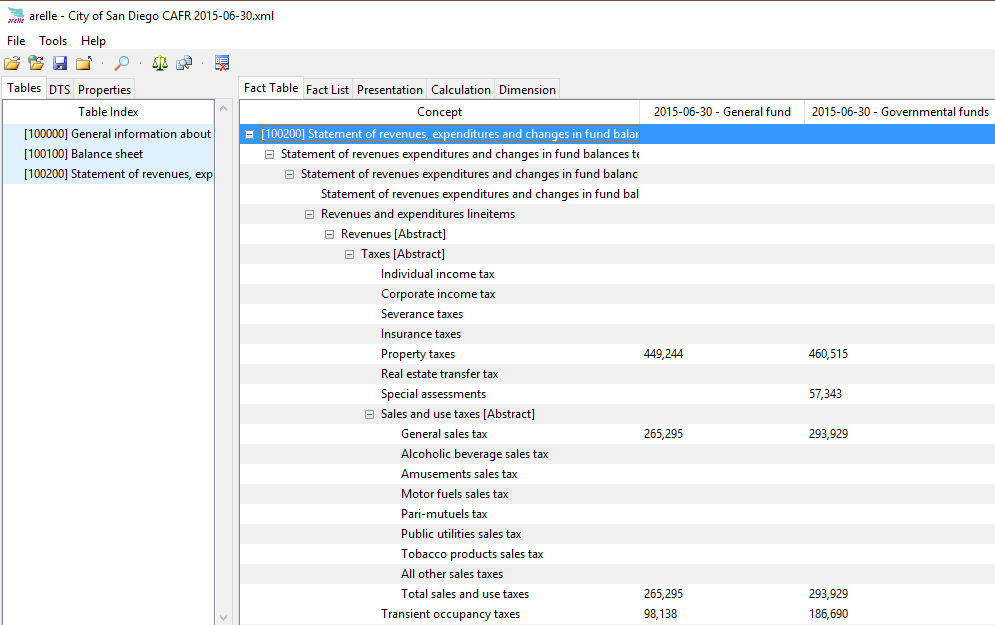 arelle - City of San Diego CAFR 2015-06-30.xml
File Tools Help
Tables DTS Properties
Fact Table Fact List Presentation Calculation Dimension
Table Index
[100000] General information about
[100100] Balance sheet
[100200] Statement of revenues, exp
Concept 2015-06-30 - General fund 2015-06-30 - Governmental funds
[100200] Statement of revenues, expenditures and changes in fund balar
Statement of revenues expenditures and changes in fund balances te
Statement of revenues expenditures and changes in fund balanc
Statement of revenues expenditures and changes in fund bal
Revenues and expenditures lineitems
Revenues [Abstract]
Taxes [Abstract]
Individual income tax
Corporate income tax
Severance taxes
Insurance taxes
Property taxes 449,244 460,515
Real estate transfer tax
Special assessments 57,343
Sales and use taxes [Abstract]
General sales tax 265,295 293,929
Alcoholic beverage sales tax
Amusements sales tax
Motor fuels sales tax
Pari-mutuels tax
Public utilities sales tax
Tobacco products sales tax
All other sales taxes
Total sales and use taxes 265,295 293,929
Transient occupancy taxes 98,138 186,690